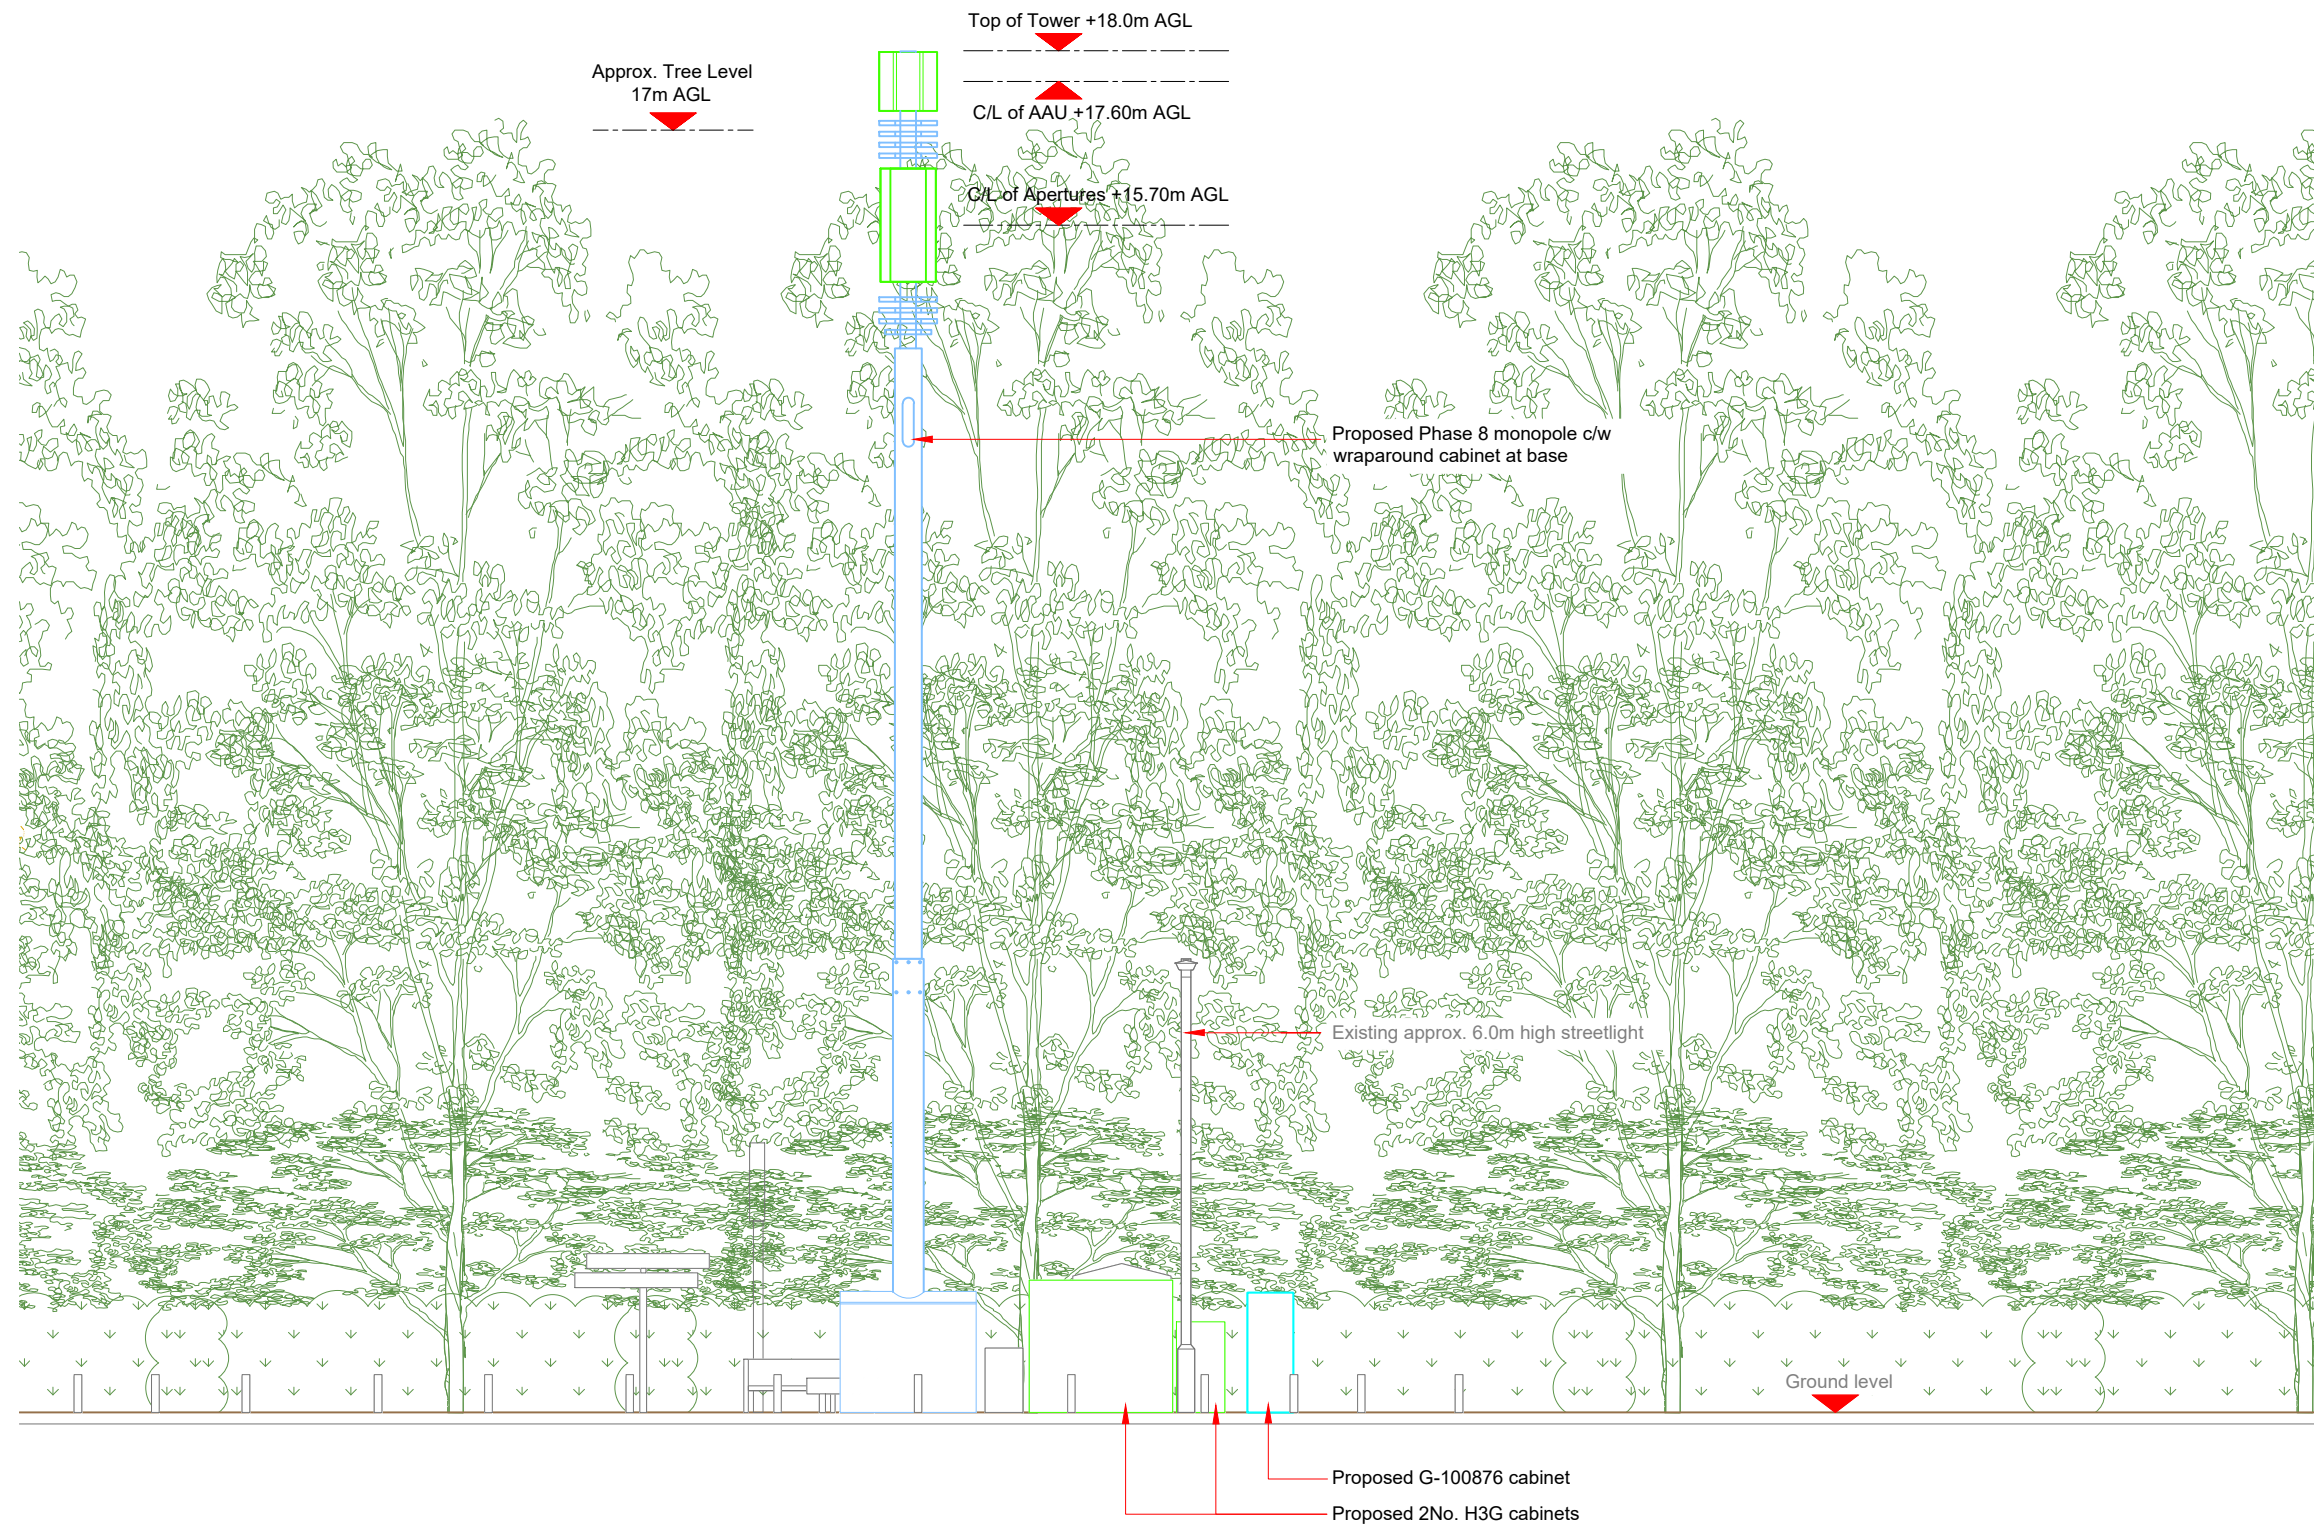 Top of Tower +18.0m AGL
Approx. Tree Level
17m AGL
C/L of AAU +17.60m AGL
C/L of Apertures +15.70m AGL
Proposed Phase 8 monopole c/w
wraparound cabinet at base
Existing approx. 6.0m high streetlight
Ground level
Proposed G-100876 cabinet
Proposed 2No. H3G cabinets